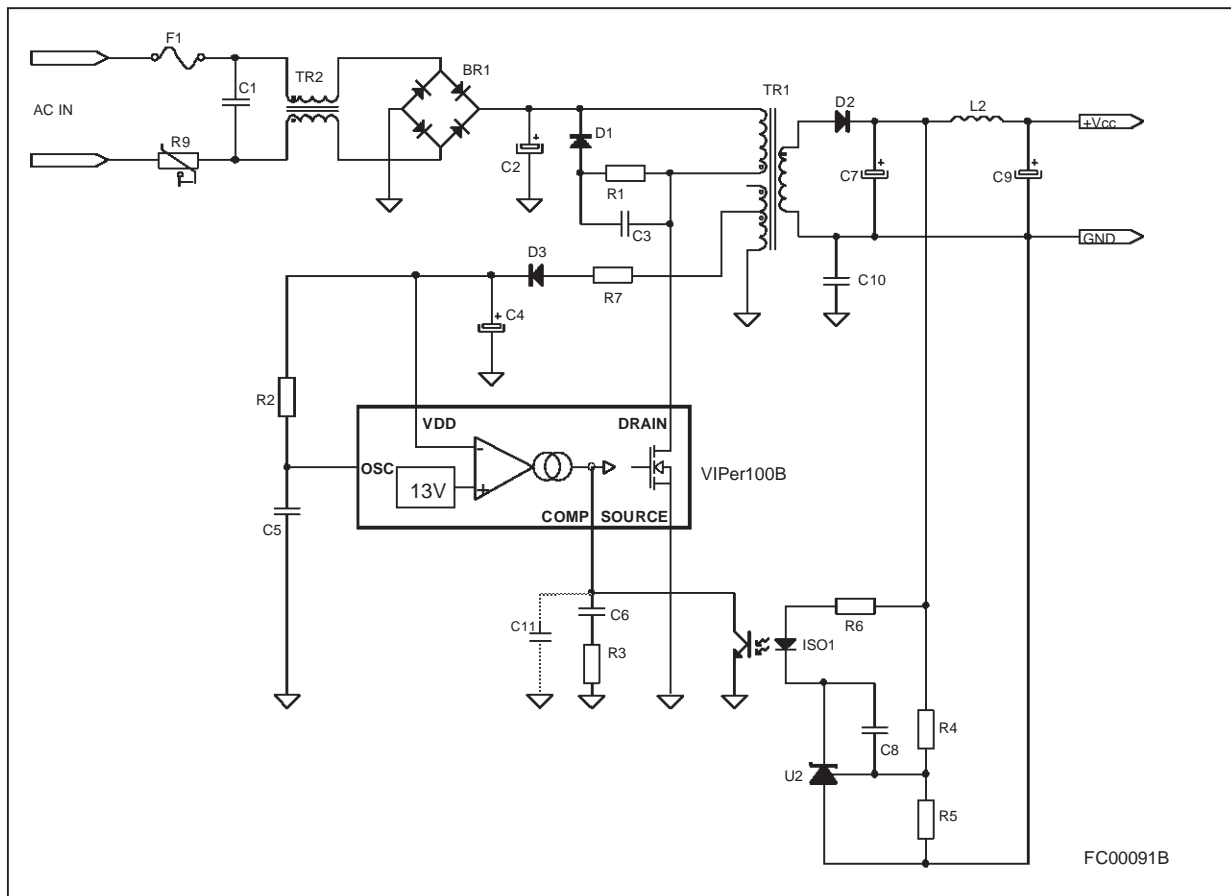 F1
TR2
BR1
TR1
D2
L2
C1
+Vcc
AC IN
D1
R9
C2
R1
C7
+
C9
+
+
C3
GND
D3
R7
C10
C4
+
R2
VDD
DRAIN
OSC
-
13V
+
VIPer100B
C5
COMP
SOURCE
C11
C6
R6
R3
ISO1
C8
R4
U2
R5
FC00091B